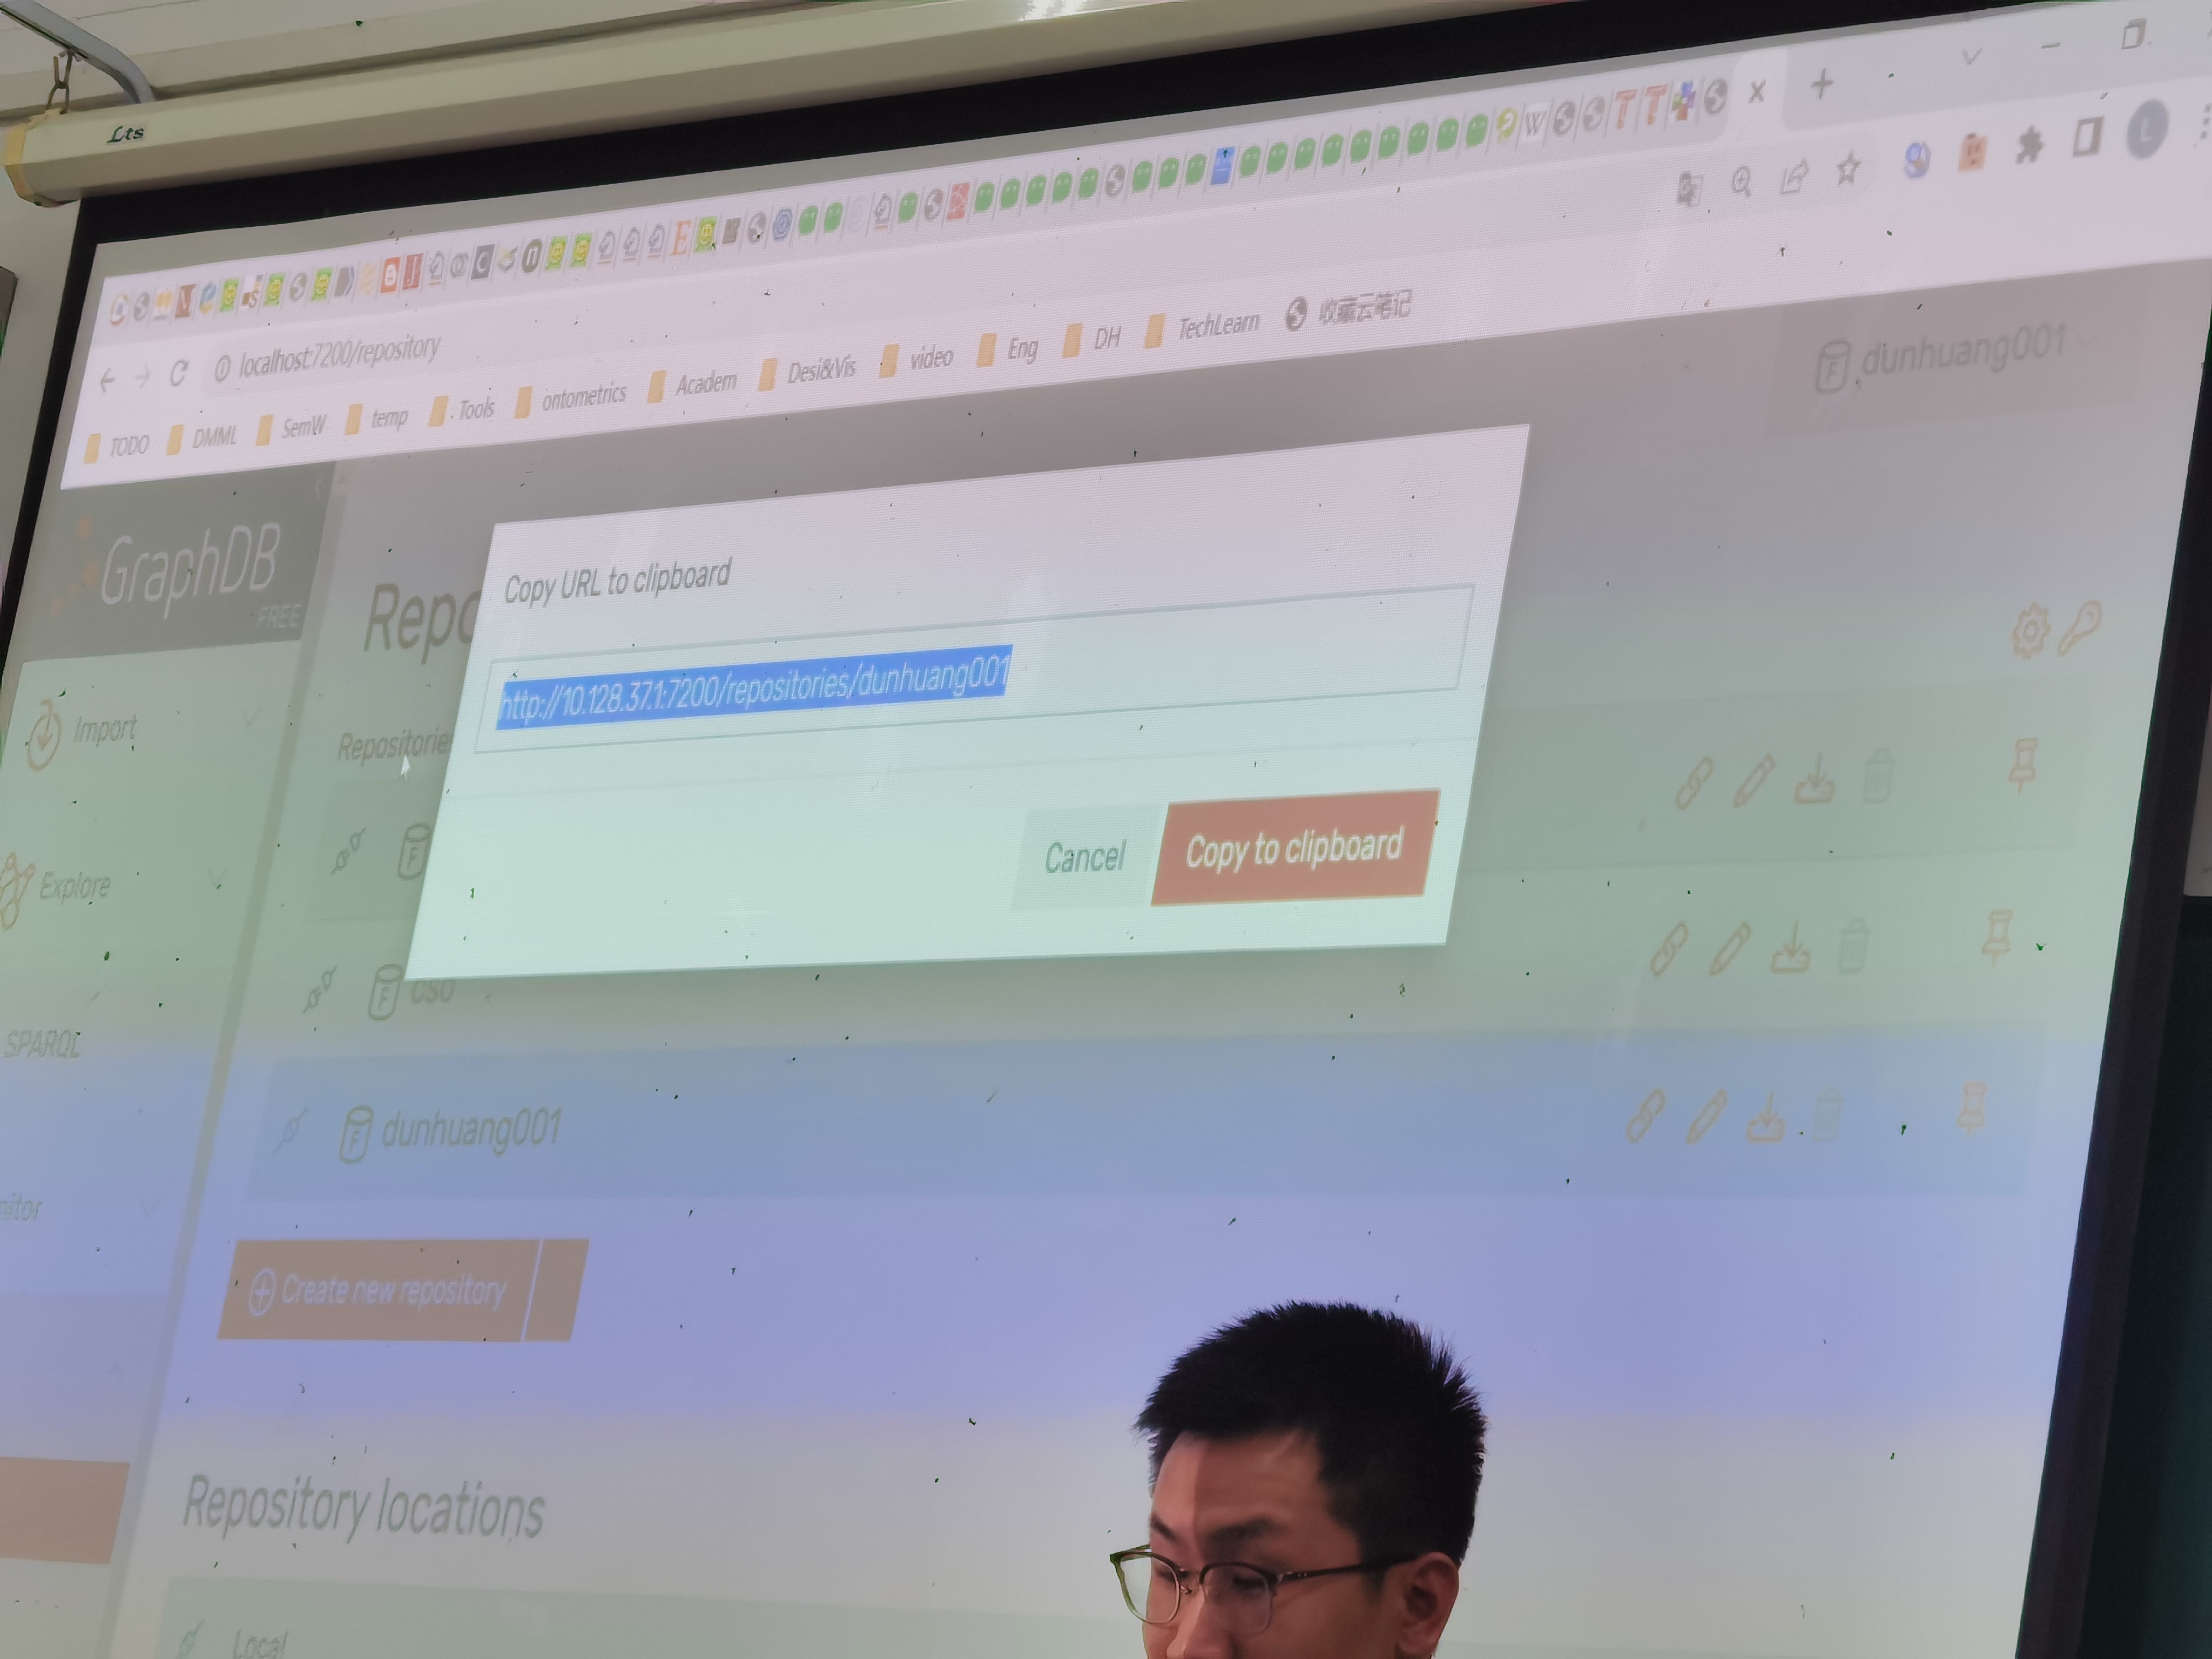 Lts
localhost:7200/repository
TODO DMML SemW temp Tools ontometrics Academ Desi&Vis video Eng DH TechLearn 收藏云笔记
dunhuang001
GraphDB
FREE
Repo
Copy URL to clipboard
http://10.128.37.1:7200/repositories/dunhuang001
Cancel Copy to clipboard
Import
Repositorie
Explore
CSO
SPARQL
dunhuang001
nitor
Create new repository
Repository locations
Local